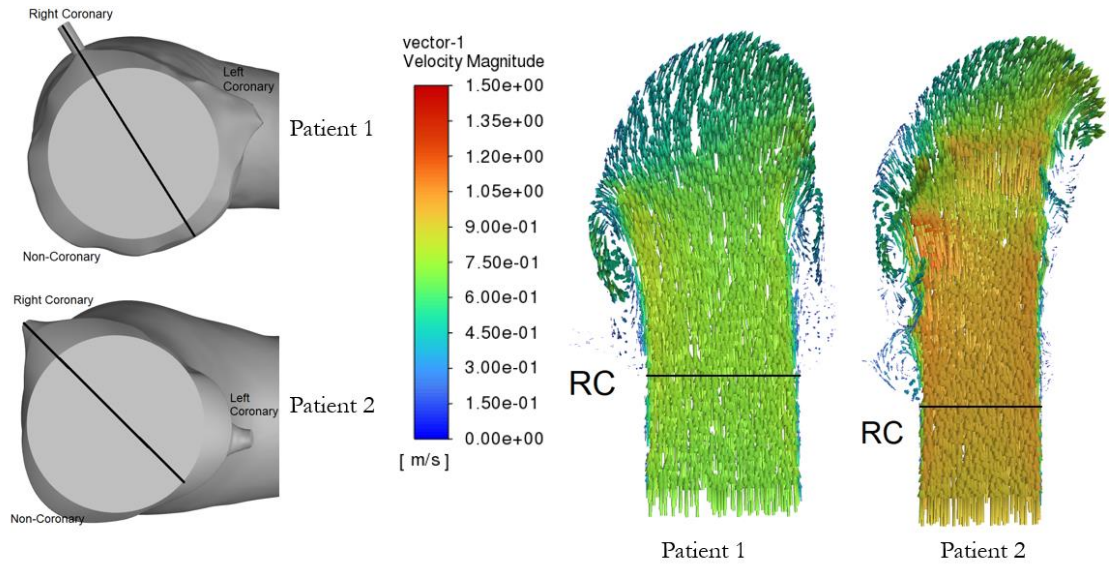 Right Coronary
Left
Coronary
Patient 1
Non-Coronary
Right Coronary
Left
Coronary
Patient 2
Non-Coronary
vector-1
Velocity Magnitude
1.50e+00
1.35e+00
1.20e+00
1.05e+00
9.00e-01
7.50e-01
6.00e-01
4.50e-01
3.00e-01
1.50e-01
0.00e+00
[ m/s ]
RC
Patient 1
RC
Patient 2